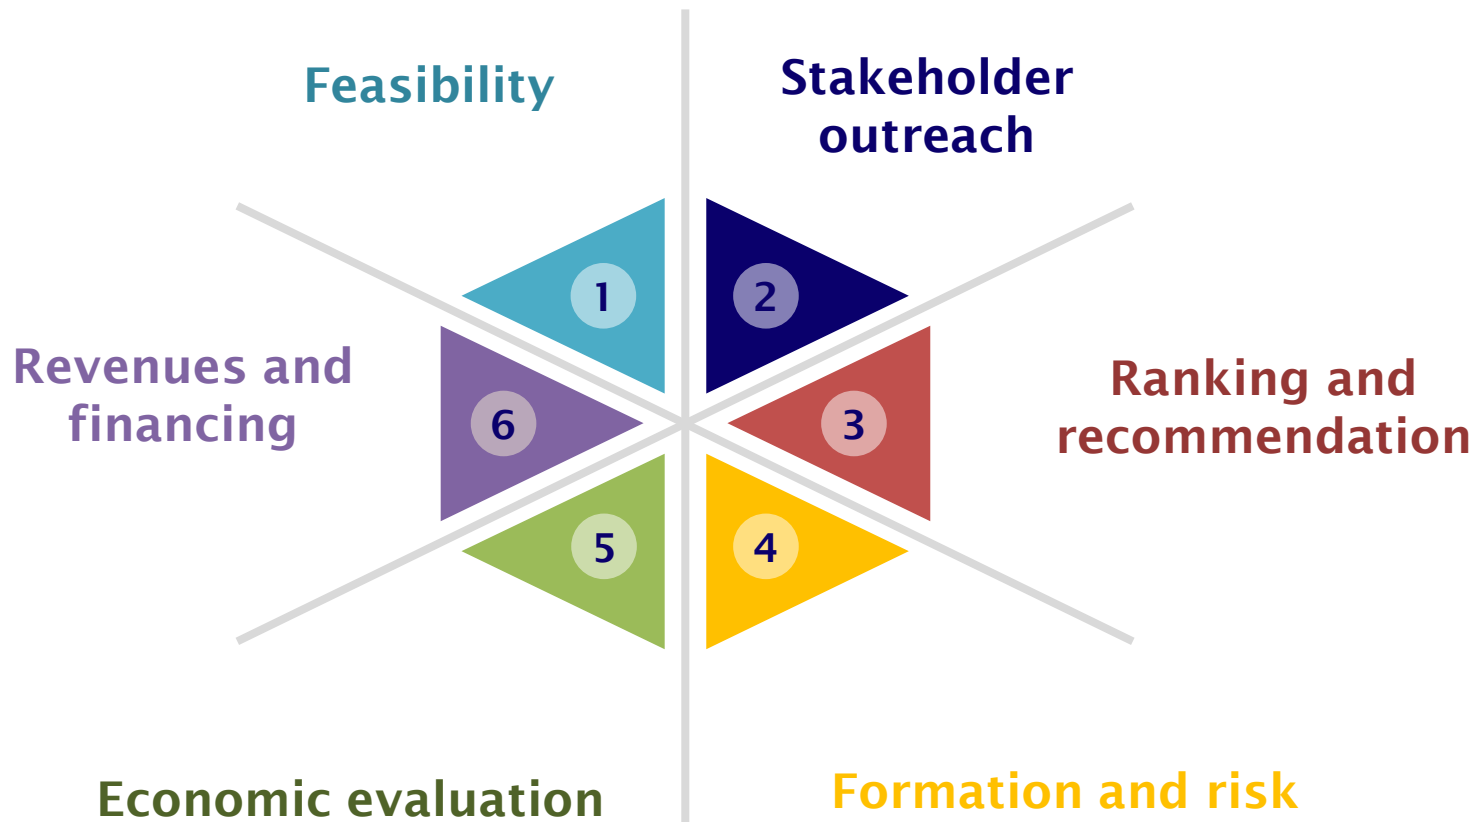 Feasibility
Stakeholder
outreach
1
2
Revenues and
financing
6
3
Ranking and
recommendation
5
4
Economic evaluation
Formation and risk